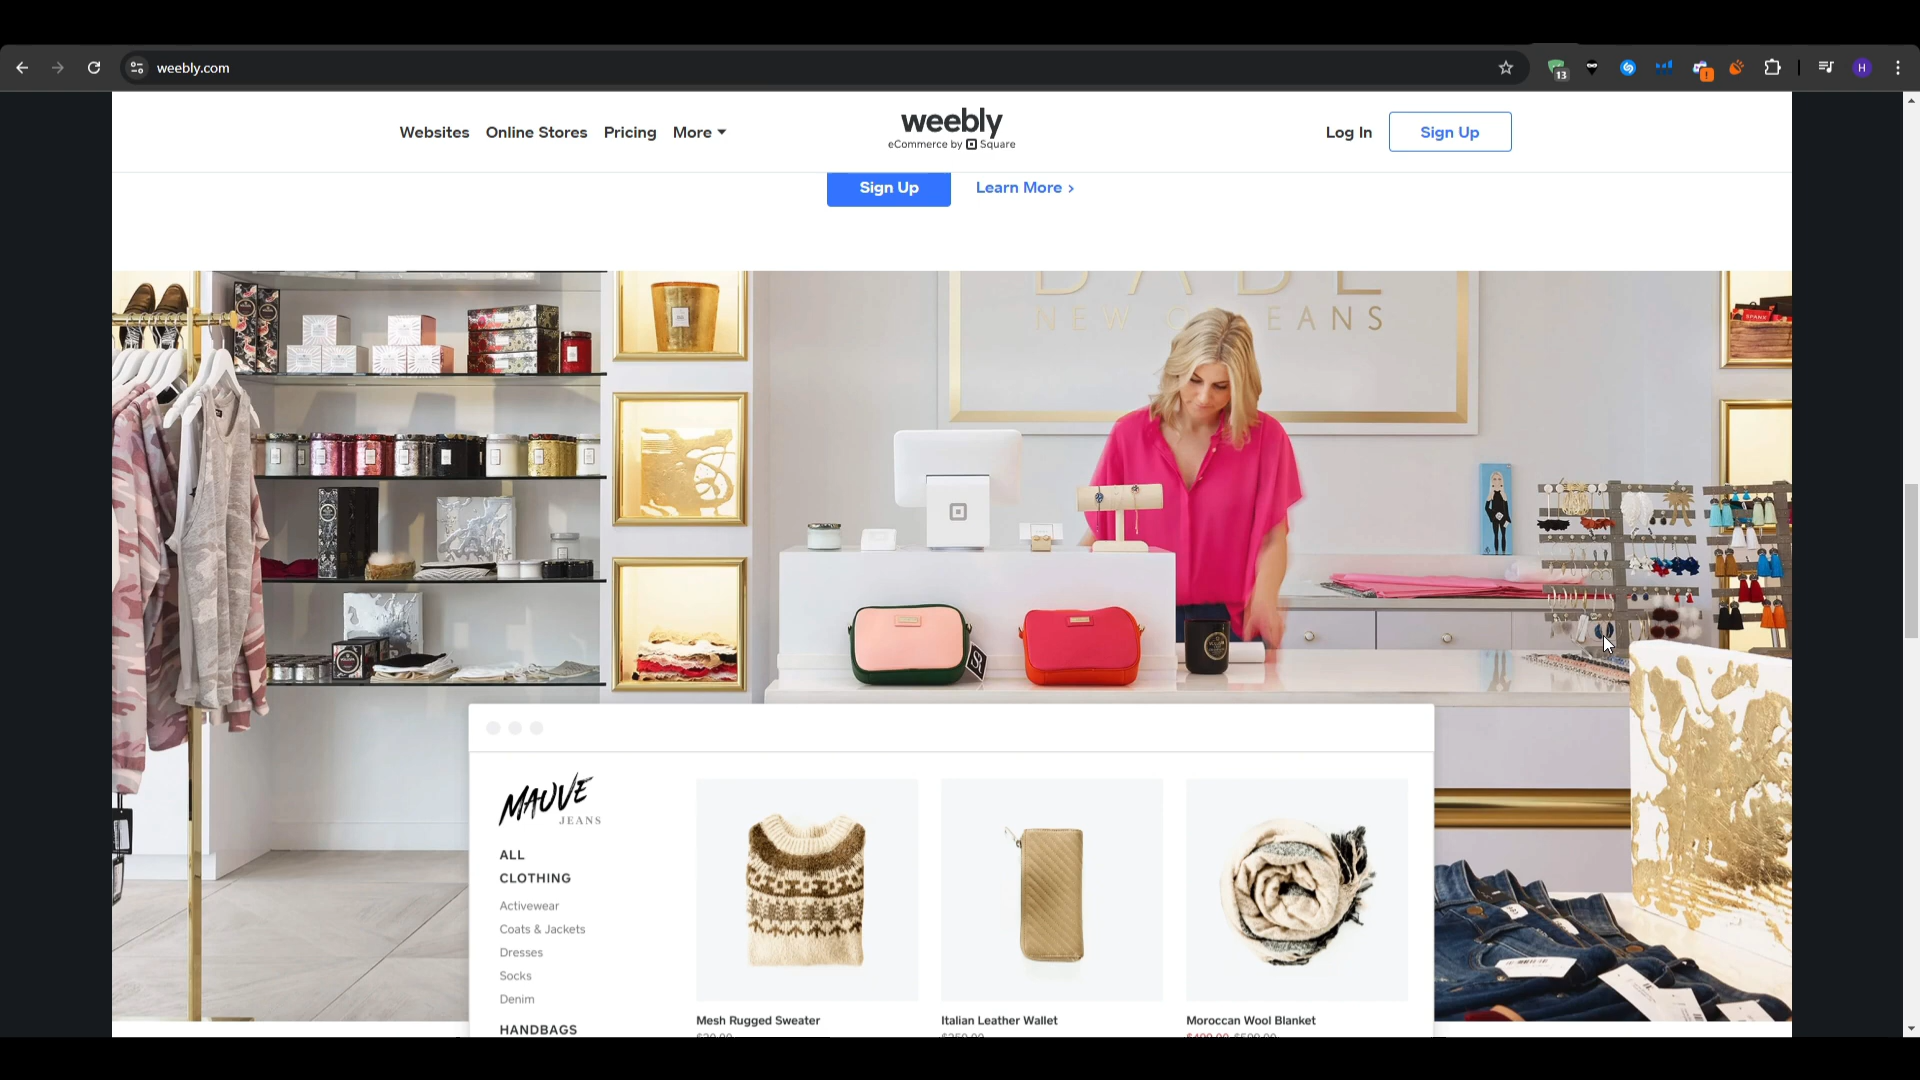 weebly.com
13
H
Websites Online Stores Pricing More
weebly
eCommerce by Square
Log In Sign Up
Sign Up Learn More >
NEW
EANS
SPANX
MAUVE
JEANS
ALL
CLOTHING
Activewear
Coats & Jackets
Dresses
Socks
Denim
HANDBAGS
Mesh Rugged Sweater
Italian Leather Wallet
Moroccan Wool Blanket